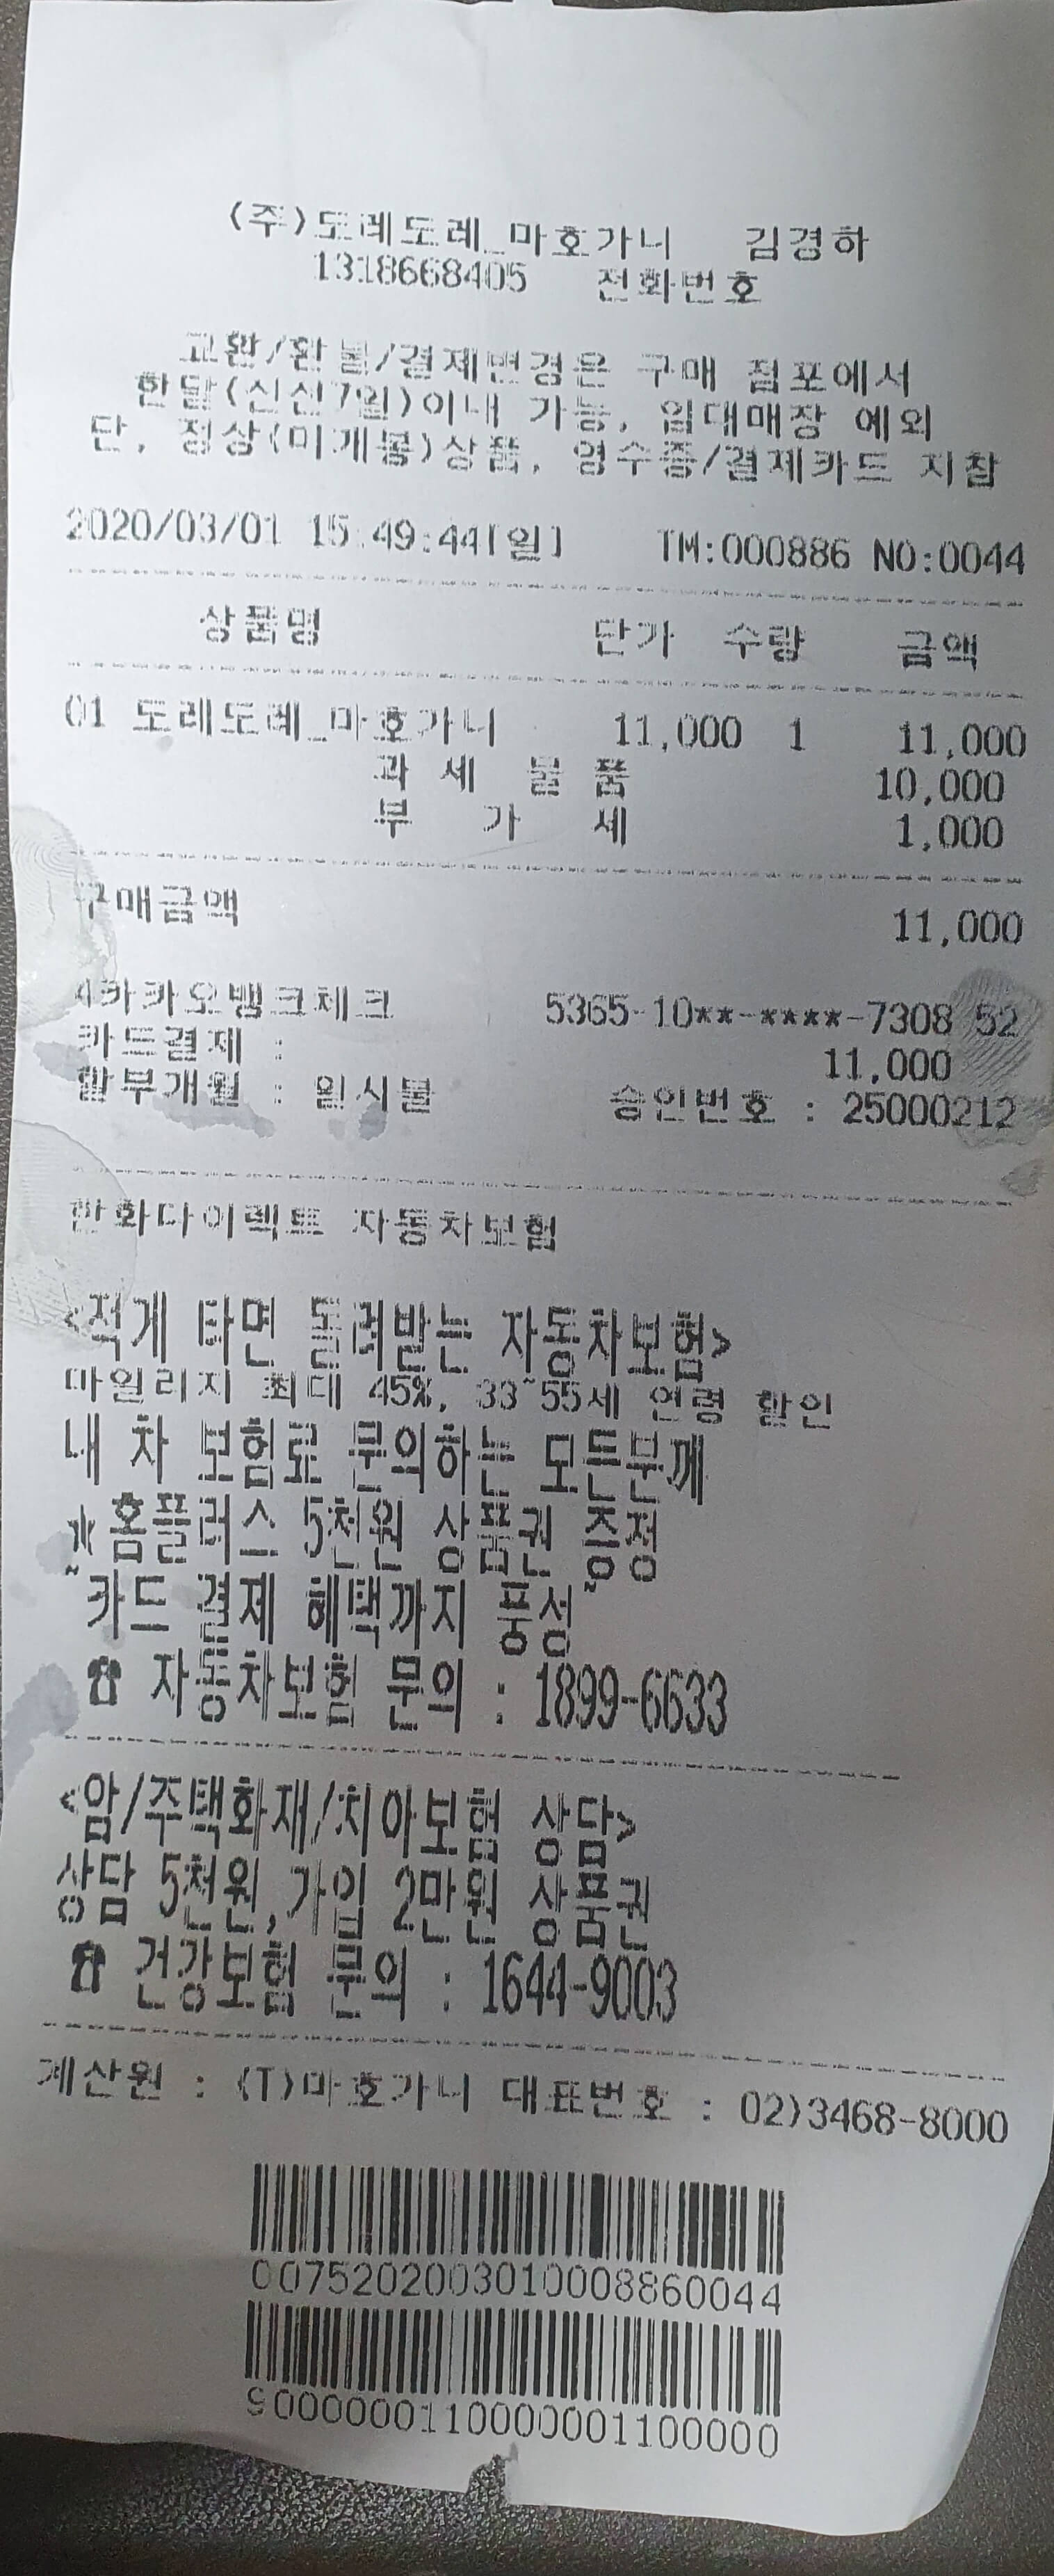 (주)도레도레_마호가니 김경하
1318668405 전화번호
교환/환불/결제변경은 구매 점포에서
한달(신선7일)이내 가능, 임대매장 예외
단, 정상(미개봉)상품, 영수증/결제카드 지참
2020/03/01 15:49:44[일] TM:000886 NO:0044
상품명 단가 수량 금액
01 도레도레_마호가니 11,000 1 11,000
과 세 물 품 10,000
부 가 세 1,000
구매금액 11,000
4카카오뱅크체크 5365-10**-****-7308 52
카드결제 : 11,000
할부개월 : 일시불 승인번호 : 25000212
한화다이렉트 자동차보험
<적게 타면 돌려받는 자동차보험>
마일리지 최대 45%, 33~55세 연령 할인
내 차 보험료 문의하는 모든분께
★홈플러스 5천원 상품권 증정
~카드 결제 혜택까지 풍성~
☎ 자동차보험 문의 : 1899-6633
<암/주택화재/치아보험 상담>
상담 5천원,가입 2만원 상품권
☎ 건강보험 문의 : 1644-9003
계산원 : (T)마호가니 대표번호 : 02)3468-8000
0075202003010008860044
9000000110000001100000